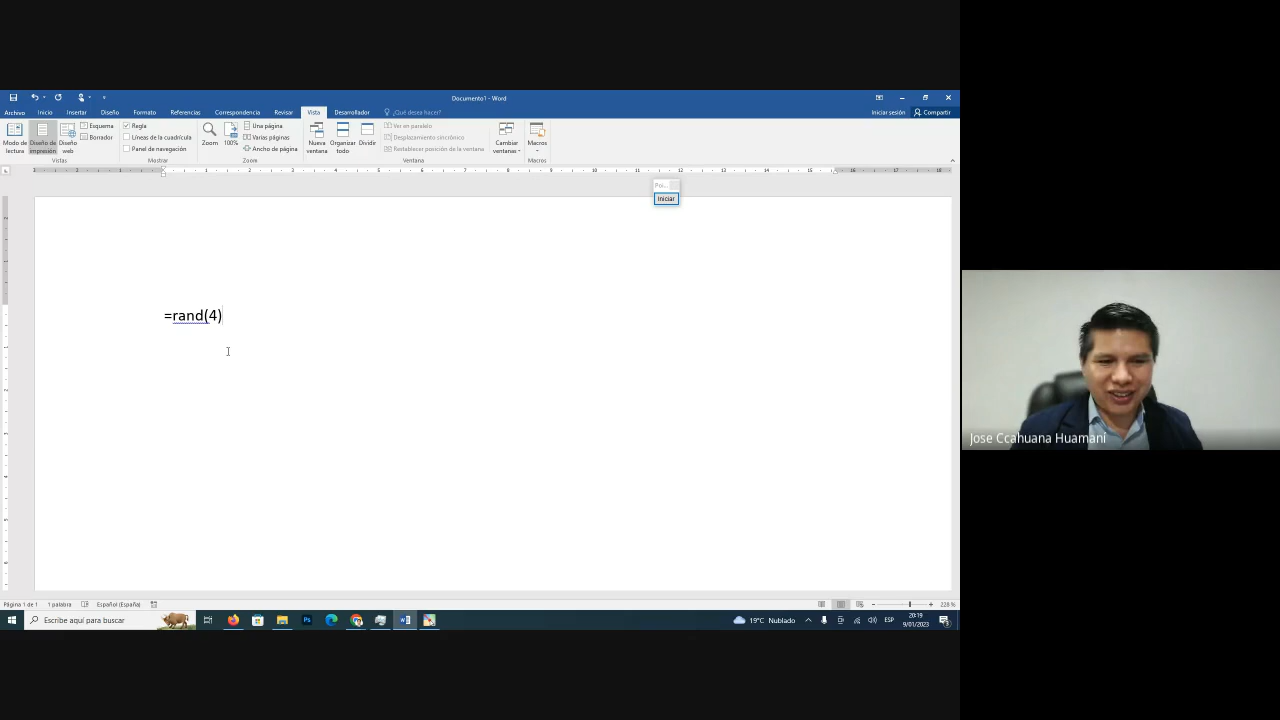 Documento1 - Word
Archivo Inicio Insertar Diseño Formato Referencias Correspondencia Revisar Vista Desarrollador ¿Qué desea hacer? Iniciar sesión Compartir
Modo de lectura
Diseño de impresión
Diseño web
Esquema
Borrador
Vistas
Regla
Líneas de la cuadrícula
Panel de navegación
Mostrar
Zoom
100%
Una página
Varias páginas
Ancho de página
Zoom
Nueva ventana
Organizar todo
Dividir
Ver en paralelo
Desplazamiento sincrónico
Restablecer posición de la ventana
Ventana
Cambiar ventanas
Macros
Macros
Poi...
Iniciar
=rand(4)
Jose Ccahuana Huamaní
Página 1 de 1 1 palabra Español (España) 228 %
Escribe aquí para buscar
19°C Nublado
ESP
20:19
9/01/2023